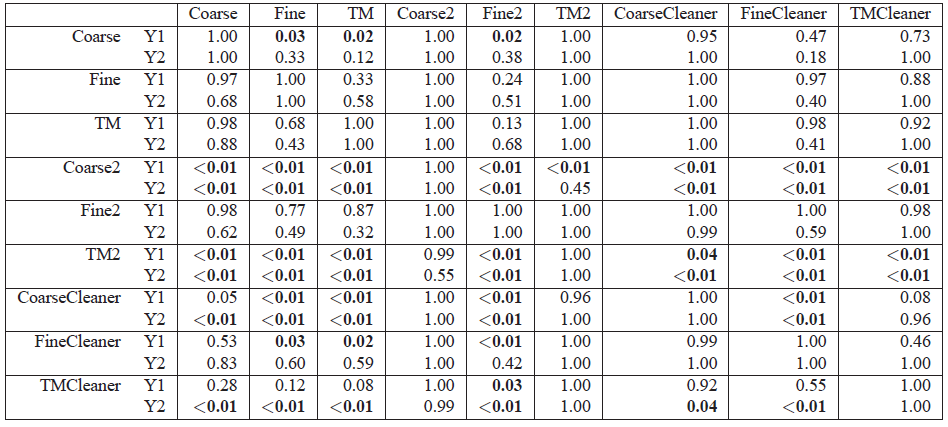 Coarse Fine TM Coarse2 Fine2 TM2 CoarseCleaner FineCleaner TMCleaner
Coarse Y1 1.00 0.03 0.02 1.00 0.02 1.00 0.95 0.47 0.73
Y2 1.00 0.33 0.12 1.00 0.38 1.00 1.00 0.18 1.00
Fine Y1 0.97 1.00 0.33 1.00 0.24 1.00 1.00 0.97 0.88
Y2 0.68 1.00 0.58 1.00 0.51 1.00 1.00 0.40 1.00
TM Y1 0.98 0.68 1.00 1.00 0.13 1.00 1.00 0.98 0.92
Y2 0.88 0.43 1.00 1.00 0.68 1.00 1.00 0.41 1.00
Coarse2 Y1 <0.01 <0.01 <0.01 1.00 <0.01 <0.01 <0.01 <0.01 <0.01
Y2 <0.01 <0.01 <0.01 1.00 <0.01 0.45 <0.01 <0.01 <0.01
Fine2 Y1 0.98 0.77 0.87 1.00 1.00 1.00 1.00 1.00 0.98
Y2 0.62 0.49 0.32 1.00 1.00 1.00 0.99 0.59 1.00
TM2 Y1 <0.01 <0.01 <0.01 0.99 <0.01 1.00 0.04 <0.01 <0.01
Y2 <0.01 <0.01 <0.01 0.55 <0.01 1.00 <0.01 <0.01 <0.01
CoarseCleaner Y1 0.05 <0.01 <0.01 1.00 <0.01 0.96 1.00 <0.01 0.08
Y2 <0.01 <0.01 <0.01 1.00 <0.01 1.00 1.00 <0.01 0.96
FineCleaner Y1 0.53 0.03 0.02 1.00 <0.01 1.00 0.99 1.00 0.46
Y2 0.83 0.60 0.59 1.00 0.42 1.00 1.00 1.00 1.00
TMCleaner Y1 0.28 0.12 0.08 1.00 0.03 1.00 0.92 0.55 1.00
Y2 <0.01 <0.01 <0.01 0.99 <0.01 1.00 0.04 <0.01 1.00